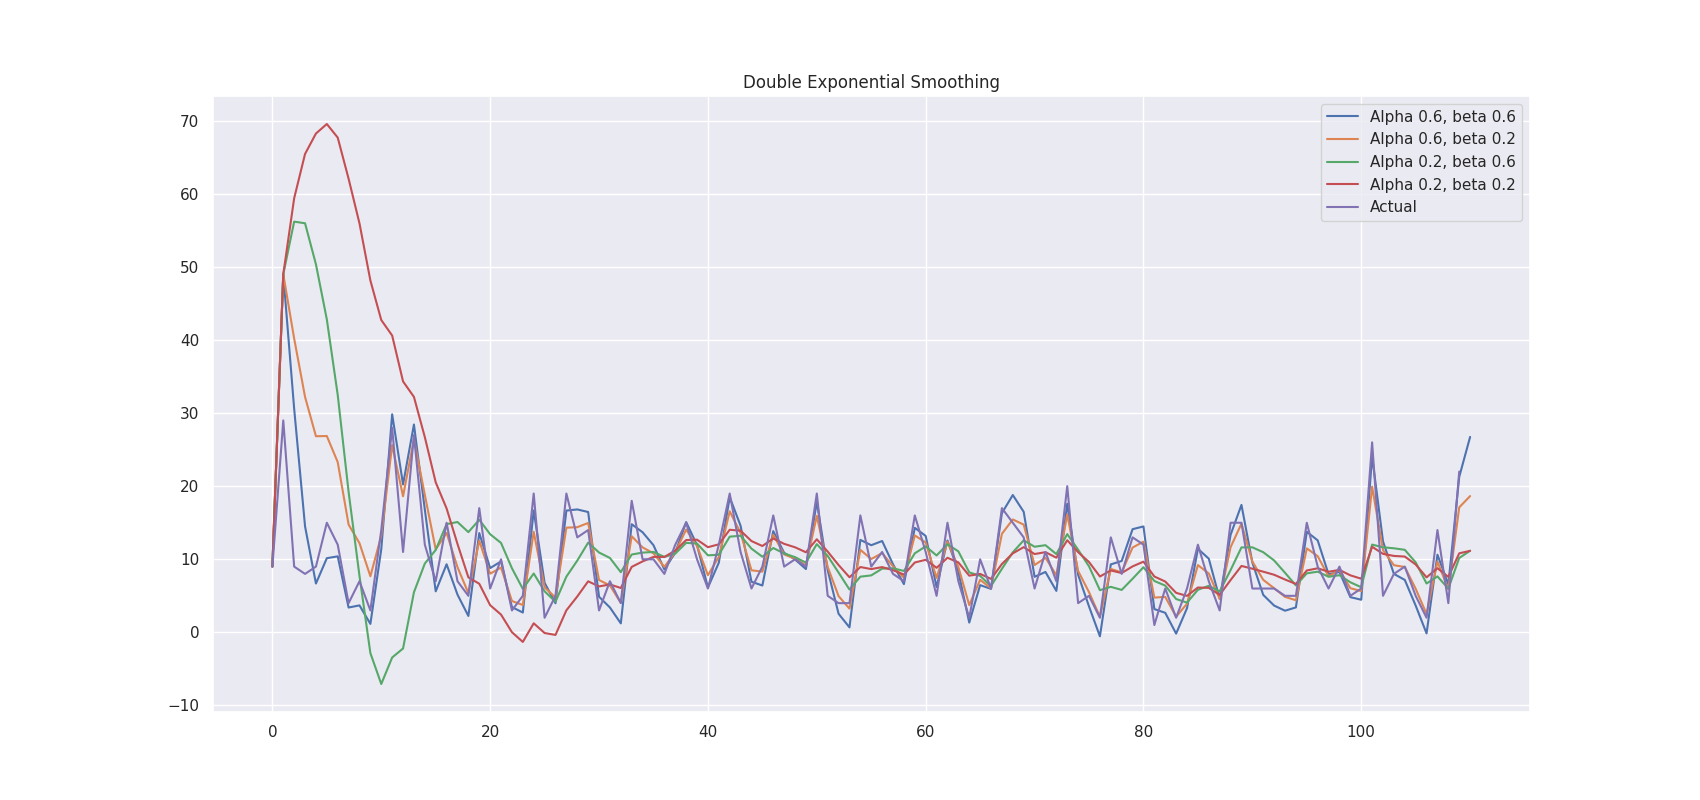 Double Exponential Smoothing
70
60
50
40
30
20
10
0
−10
0 20 40 60 80 100
Alpha 0.6, beta 0.6
Alpha 0.6, beta 0.2
Alpha 0.2, beta 0.6
Alpha 0.2, beta 0.2
Actual